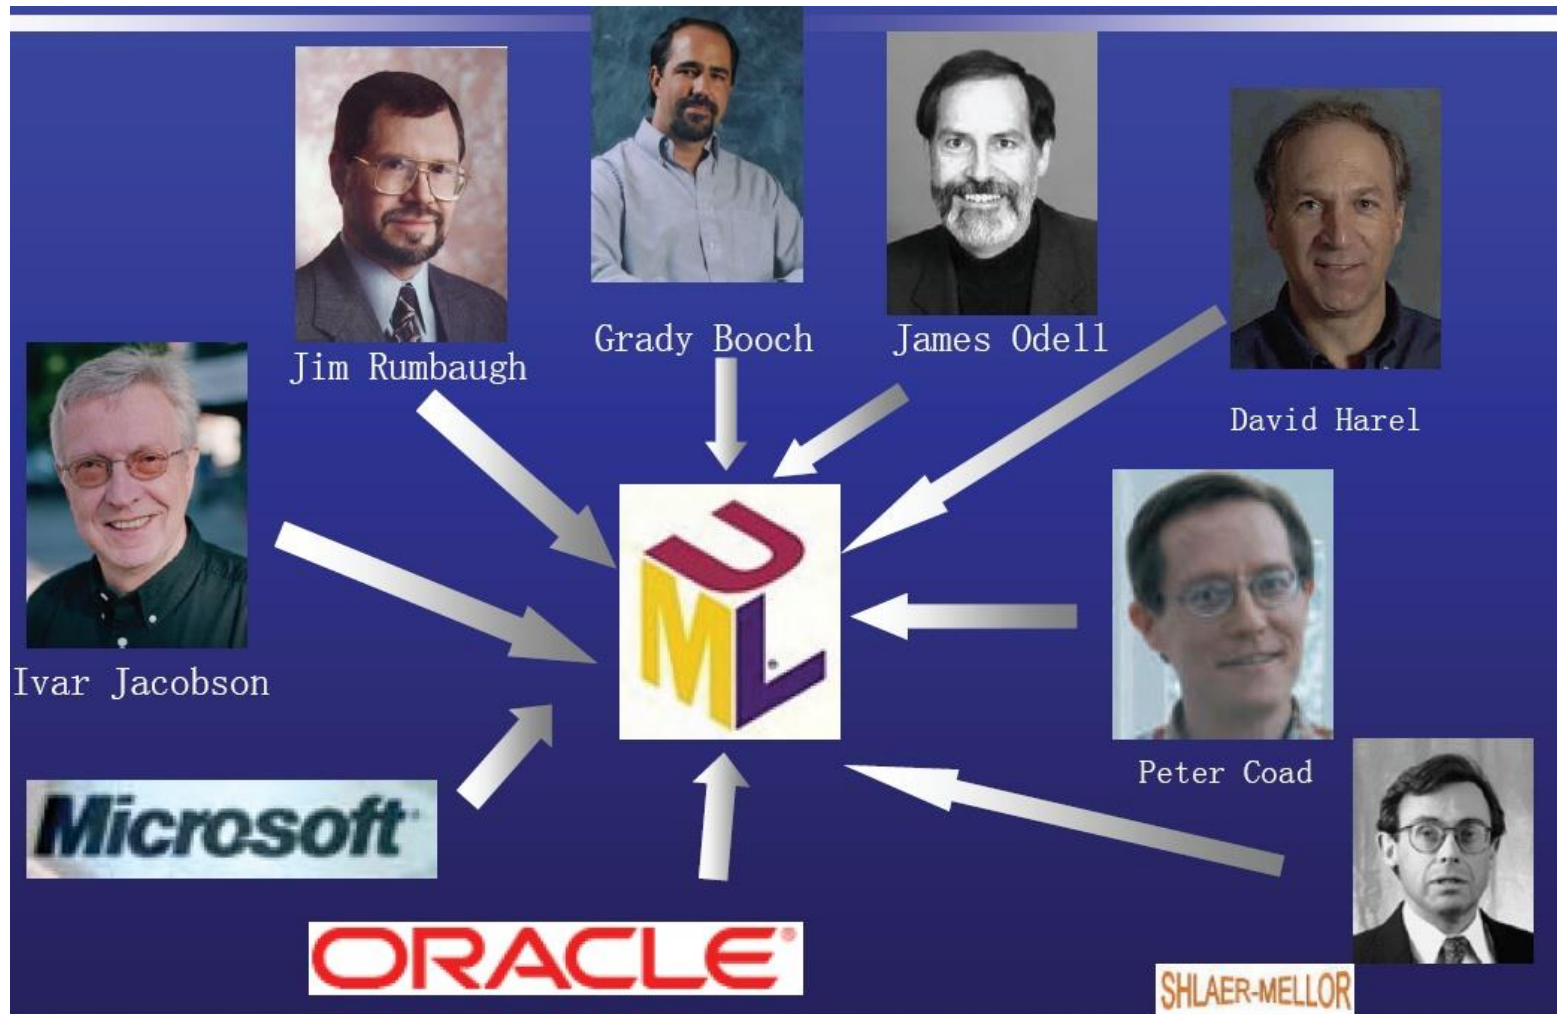 Grady Booch
James Odell
Jim Rumbaugh
David Harel
UML
Ivar Jacobson
Peter Coad
Microsoft
ORACLE®
SHLAER-MELLOR